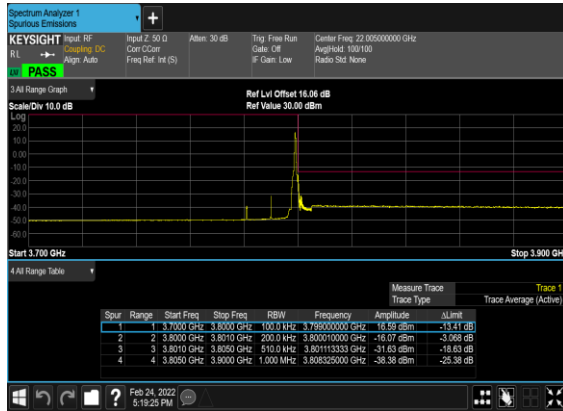 Spectrum Analyzer 1
Spurious Emissions
+
KEYSIGHT Input: RF Input Z: 50 Ω Atten: 30 dB Trig: Free Run Center Freq: 22.005000000 GHz
RL Coupling: DC Corr CCorr Gate: Off Avg|Hold: 100/100
Align: Auto Freq Ref: Int (S) IF Gain: Low Radio Std: None
PASS
3 All Range Graph
Ref Lvl Offset 16.06 dB
Scale/Div 10.0 dB Ref Value 30.00 dBm
Log
20.0
10.0
0.00
-10.0
-20.0
-30.0
-40.0
-50.0
-60.0
Start 3.700 GHz Stop 3.900 GH
4 All Range Table
Measure Trace Trace 1
Trace Type Trace Average (Active)
Spur Range Start Freq Stop Freq RBW Frequency Amplitude ΔLimit
1 1 3.7000 GHz 3.8000 GHz 100.0 kHz 3.799000000 GHz 16.59 dBm -13.41 dB
2 2 3.8000 GHz 3.8010 GHz 200.0 kHz 3.800010000 GHz -16.07 dBm -3.068 dB
3 3 3.8010 GHz 3.8050 GHz 510.0 kHz 3.801113333 GHz -31.63 dBm -18.63 dB
4 4 3.8050 GHz 3.9000 GHz 1.000 MHz 3.808325000 GHz -38.38 dBm -25.38 dB
? Feb 24, 2022
5:19:25 PM